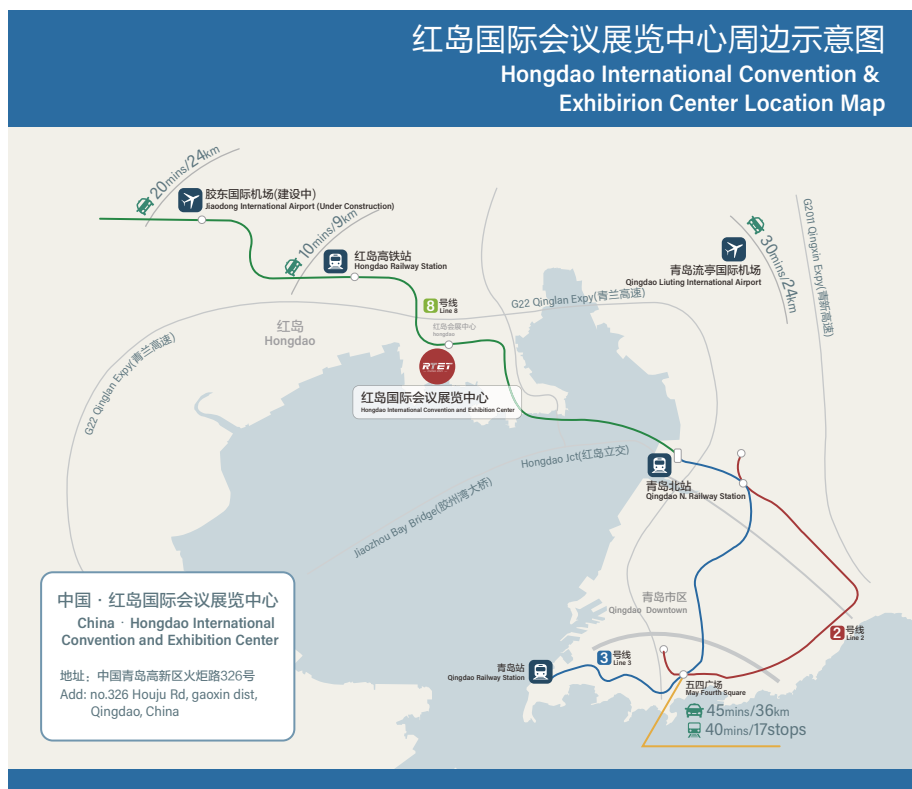 红岛国际会议展览中心周边示意图
Hongdao International Convention &
Exhibirion Center Location Map
20mins/24km
胶东国际机场(建设中)
Jiaodong International Airport (Under Construction)
10mins/9km
红岛高铁站
Hongdao Railway Station
G2011 Qingxin Expy(青新高速)
30mins/24km
青岛流亭国际机场
Qingdao Liuting International Airport
8 号线
Line 8
G22 Qinglan Expy(青兰高速)
红岛
Hongdao
红岛会展中心
hongdao
G22 Qinglan Expy(青兰高速)
RTET
红岛国际会议展览中心
Hongdao International Convention and Exhibition Center
Hongdao Jct(红岛立交)
青岛北站
Qingdao N. Railway Station
Jiaozhou Bay Bridge(胶州湾大桥)
中国 · 红岛国际会议展览中心
China · Hongdao International
Convention and Exhibition Center
地址：中国青岛高新区火炬路326号
Add: no.326 Houju Rd, gaoxin dist,
Qingdao, China
青岛市区
Qingdao Downtown
2 号线
Line 2
3 号线
Line 3
青岛站
Qingdao Railway Station
五四广场
May Fourth Square
45mins/36km
40mins/17stops